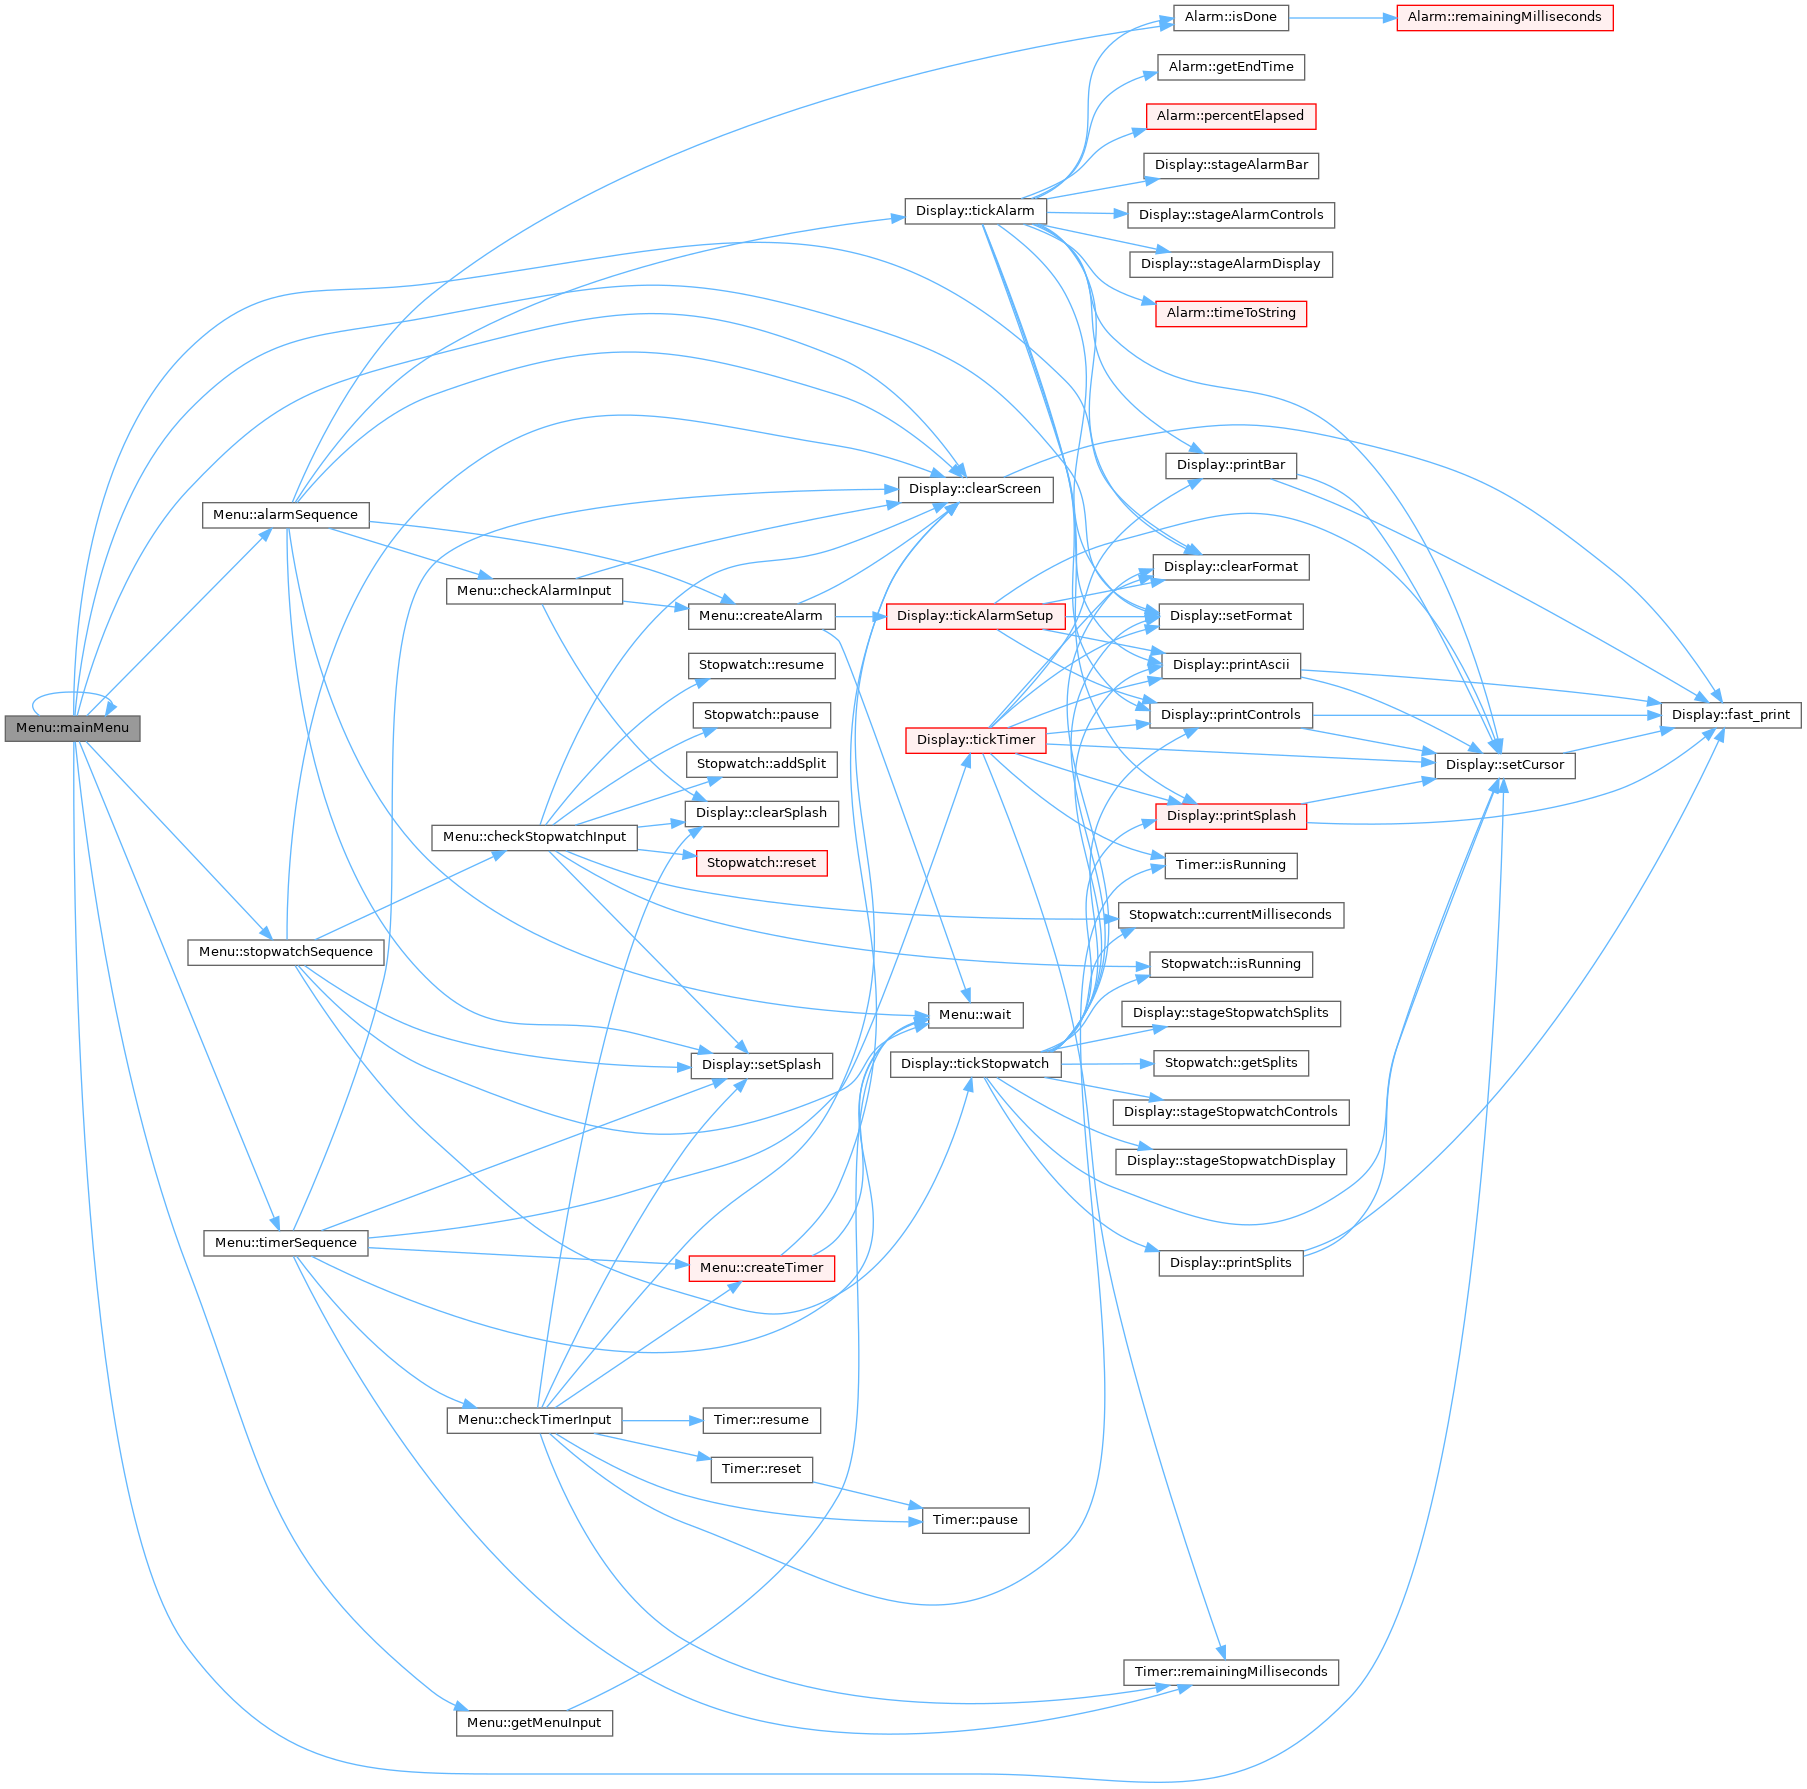 Menu::mainMenu
Menu::alarmSequence
Menu::stopwatchSequence
Menu::timerSequence
Menu::checkAlarmInput
Menu::checkStopwatchInput
Menu::checkTimerInput
Menu::getMenuInput
Menu::createAlarm
Stopwatch::resume
Stopwatch::pause
Stopwatch::addSplit
Display::clearSplash
Stopwatch::reset
Display::setSplash
Menu::createTimer
Timer::resume
Timer::reset
Display::tickAlarm
Display::clearScreen
Display::tickAlarmSetup
Display::tickTimer
Menu::wait
Display::tickStopwatch
Timer::pause
Alarm::isDone
Alarm::getEndTime
Alarm::percentElapsed
Display::stageAlarmBar
Display::stageAlarmControls
Display::stageAlarmDisplay
Alarm::timeToString
Display::printBar
Display::clearFormat
Display::setFormat
Display::printAscii
Display::printControls
Display::printSplash
Timer::isRunning
Stopwatch::currentMilliseconds
Stopwatch::isRunning
Display::stageStopwatchSplits
Stopwatch::getSplits
Display::stageStopwatchControls
Display::stageStopwatchDisplay
Display::printSplits
Timer::remainingMilliseconds
Alarm::remainingMilliseconds
Display::setCursor
Display::fast_print